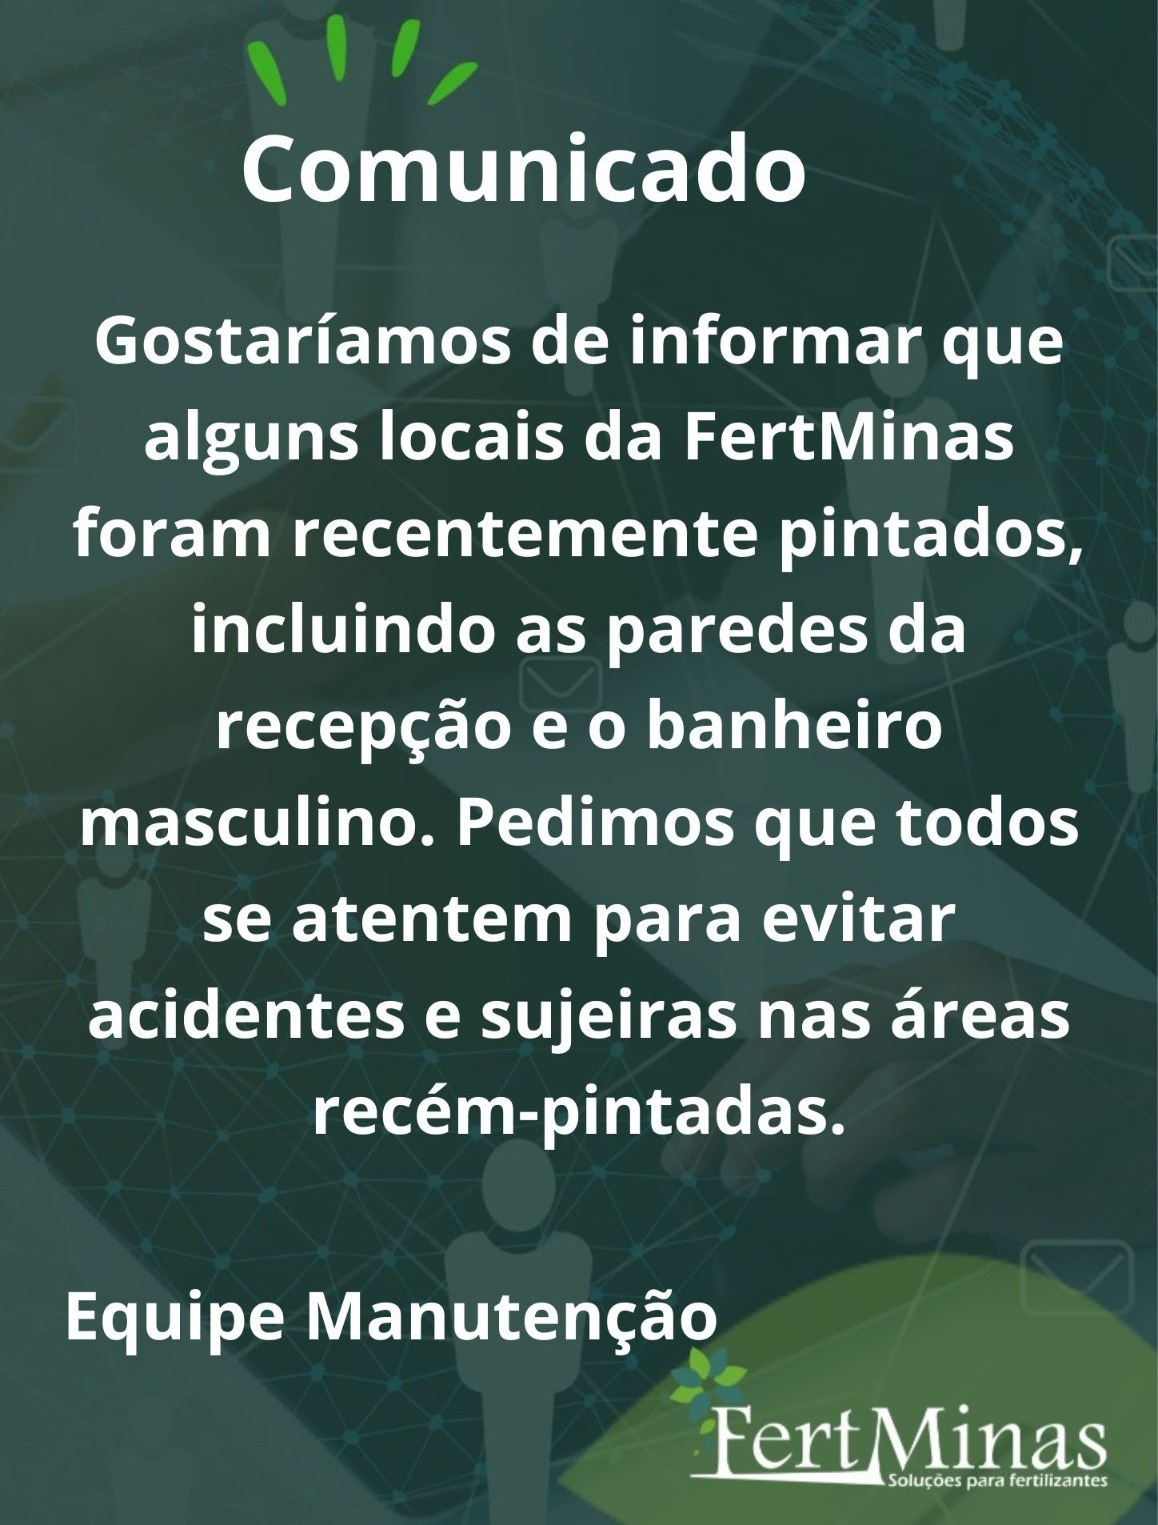 Comunicado
Gostaríamos de informar que
alguns locais da FertMinas
foram recentemente pintados,
incluindo as paredes da
recepção e o banheiro
masculino. Pedimos que todos
se atentem para evitar
acidentes e sujeiras nas áreas
recém-pintadas.
Equipe Manutenção
FertMinas
Soluções para fertilizantes